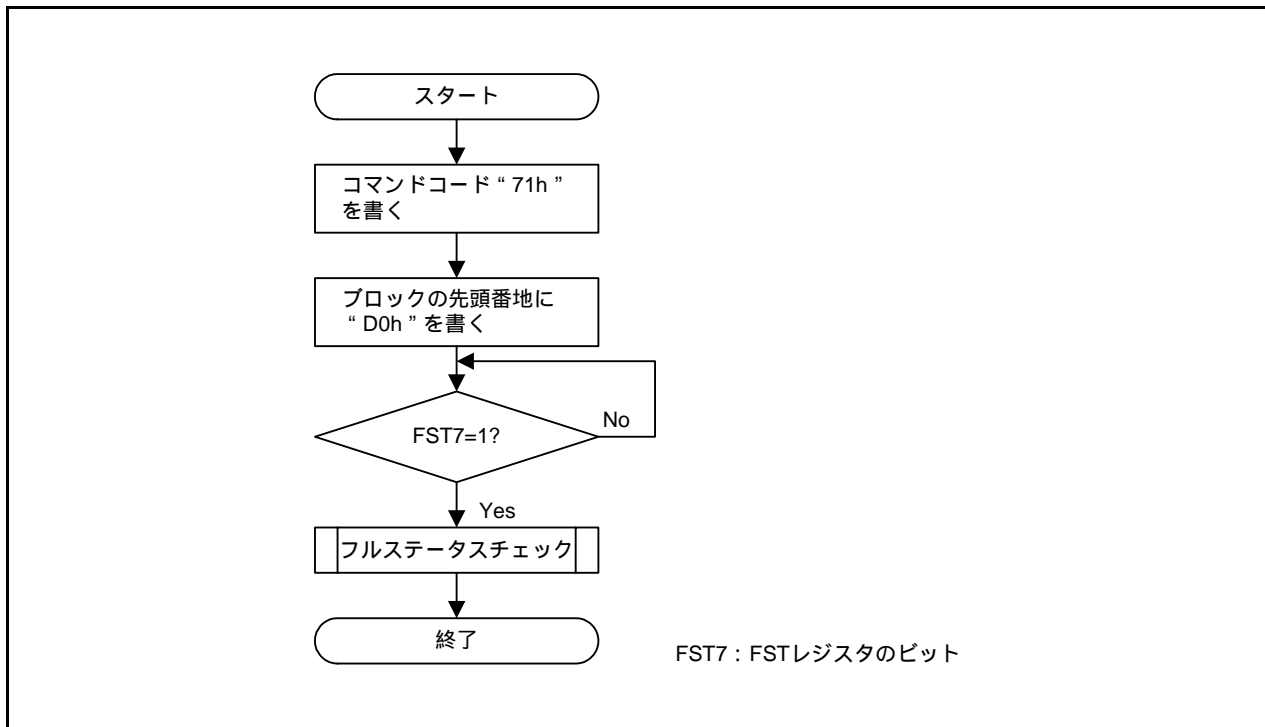 スタート
コマンドコード“ 71h ”
を書く
ブロックの先頭番地に
“ D0h ” を書く
FST7=1?
No
Yes
フルステータスチェック
終了
FST7 : FSTレジスタのビット